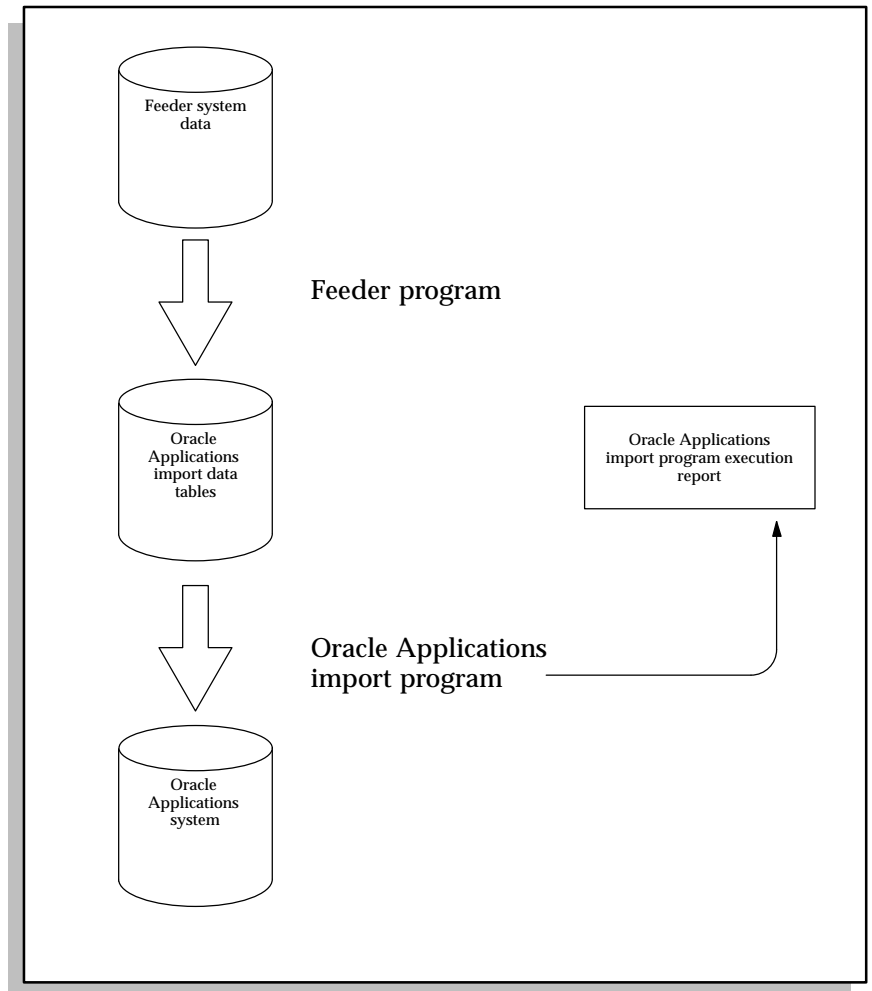 Feeder system
data
Feeder program
Oracle
Applications
import data
tables
Oracle Applications
import program execution
report
Oracle Applications
import program
Oracle
Applications
system